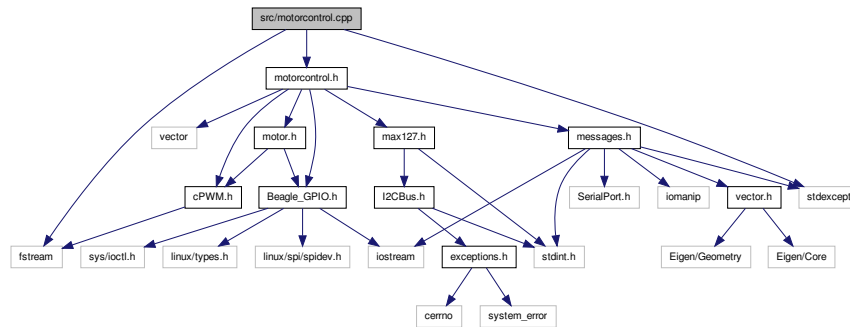 src/motorcontrol.cpp
motorcontrol.h
vector
motor.h
max127.h
messages.h
cPWM.h
Beagle_GPIO.h
I2CBus.h
SerialPort.h
iomanip
vector.h
stdexcept
fstream
sys/ioctl.h
linux/types.h
linux/spi/spidev.h
iostream
exceptions.h
stdint.h
Eigen/Geometry
Eigen/Core
cerrno
system_error